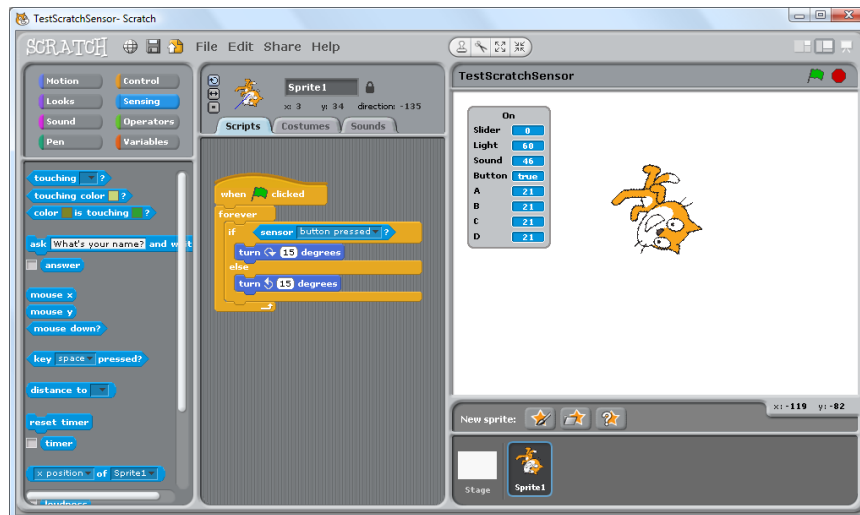 TestScratchSensor- Scratch
SCRATCH File Edit Share Help
Motion Control
Looks Sensing
Sound Operators
Pen Variables
touching ?
touching color ?
color is touching ?
ask What's your name? and wait
answer
mouse x
mouse y
mouse down?
key space pressed?
distance to
reset timer
timer
x position of Sprite1
loudness
Sprite1
x: 3 y: 34 direction: -135
Scripts Costumes Sounds
when clicked
forever
if sensor button pressed ?
turn 15 degrees
else
turn 15 degrees
TestScratchSensor
On
Slider 0
Light 60
Sound 46
Button true
A 21
B 21
C 21
D 21
x: -119 y: -82
New sprite:
Stage
Sprite1